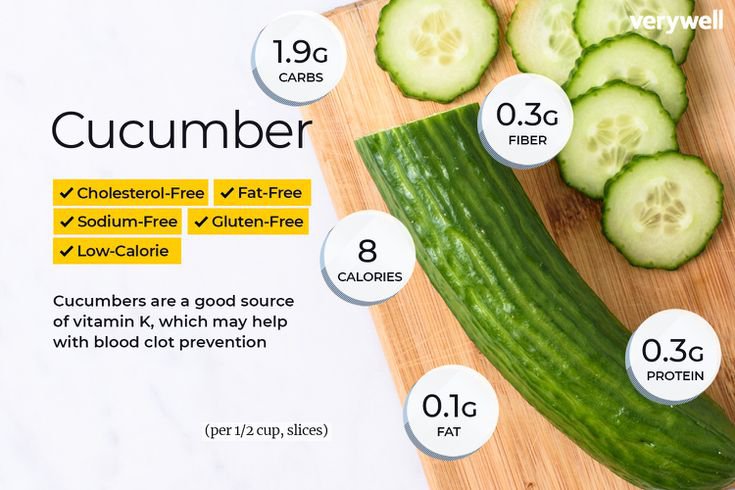 verywell
1.9G
CARBS
Cucumber
0.3G
FIBER
Cholesterol-Free
Fat-Free
Sodium-Free
Gluten-Free
Low-Calorie
8
CALORIES
Cucumbers are a good source
of vitamin K, which may help
with blood clot prevention
0.3G
PROTEIN
0.1G
FAT
(per 1/2 cup, slices)